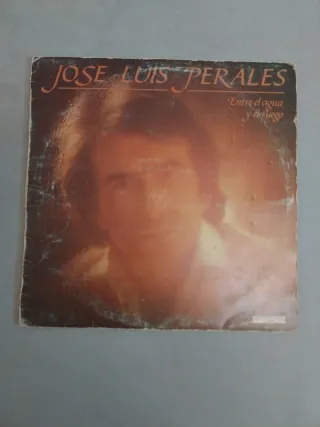 JOSE LUIS PERALES
Entre el agua
y el fuego